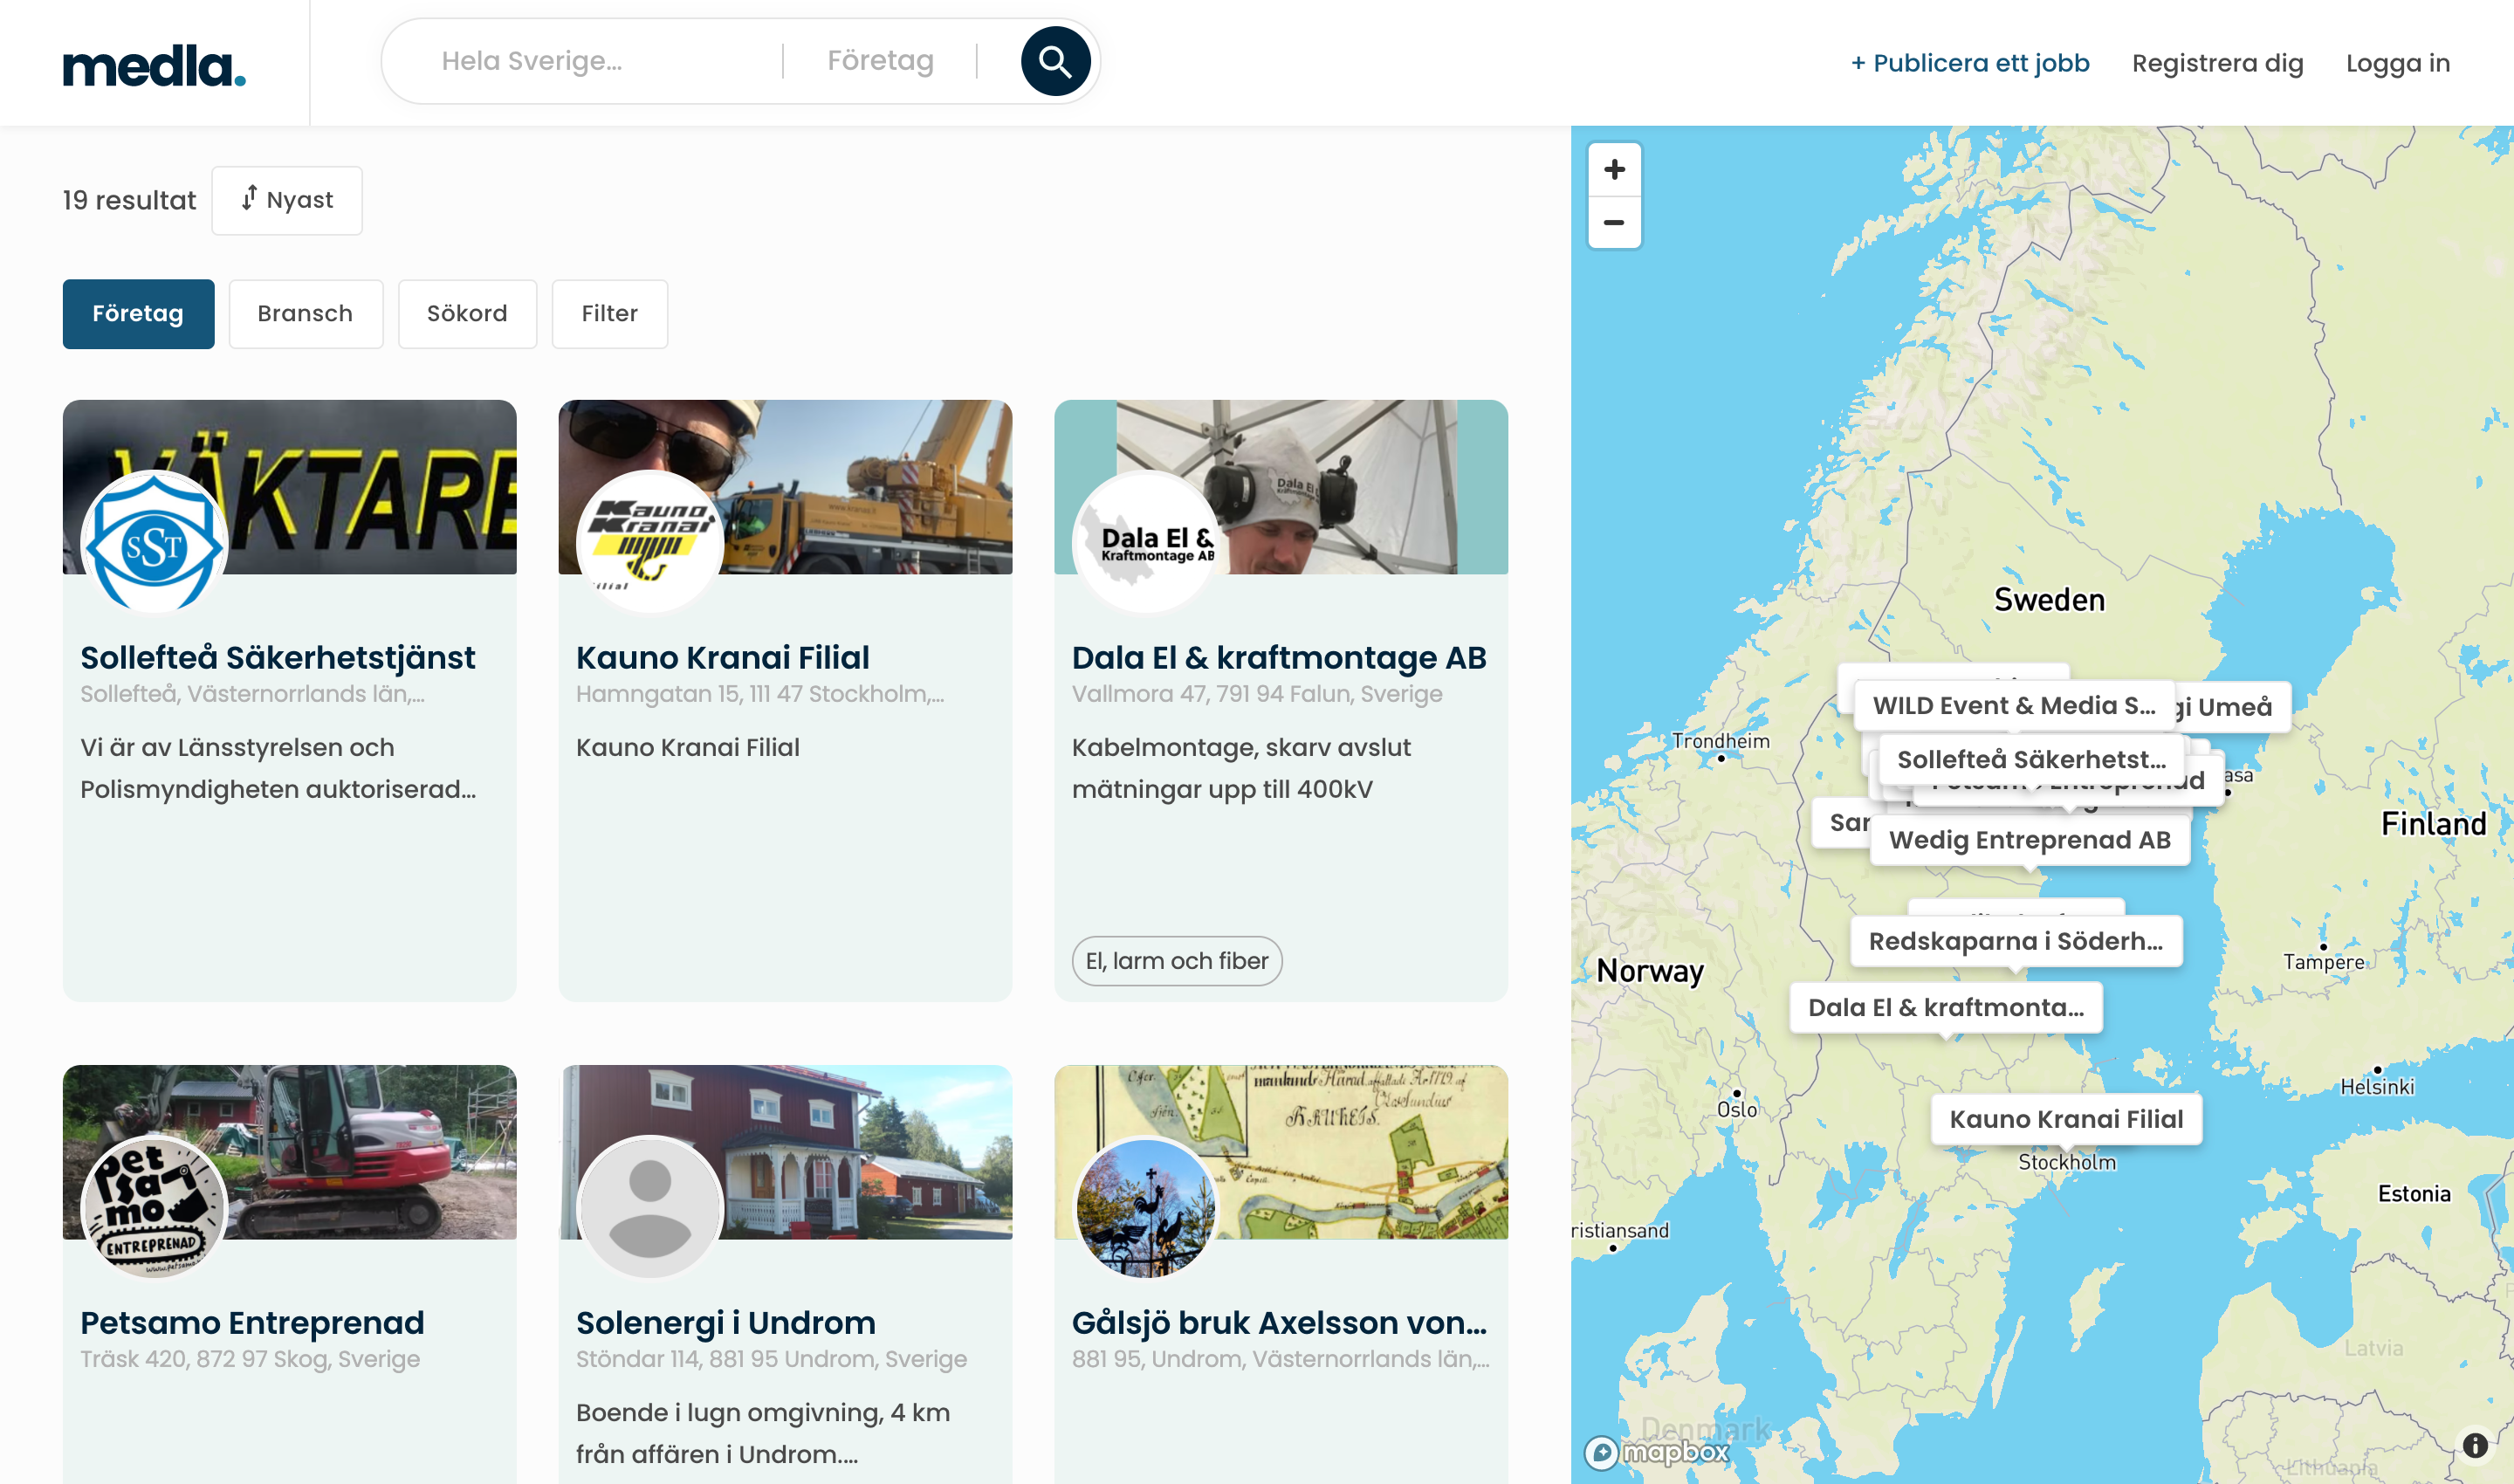 medla.
Hela Sverige...
Företag
+ Publicera ett jobb
Registrera dig
Logga in
19 resultat
Nyast
Företag
Bransch
Sökord
Filter
VÄKTARE
SST
Sollefteå Säkerhetstjänst
Sollefteå, Västernorrlands län,...
Vi är av Länsstyrelsen och
Polismyndigheten auktoriserad...
Kauno
Kranai
Kauno Kranai Filial
Hamngatan 15, 111 47 Stockholm,...
Kauno Kranai Filial
Dala El &
Kraftmontage AB
Dala El & kraftmontage AB
Vallmora 47, 791 94 Falun, Sverige
Kabelmontage, skarv avslut
mätningar upp till 400kV
El, larm och fiber
pet
sa
mo
ENTREPRENAD
Petsamo Entreprenad
Träsk 420, 872 97 Skog, Sverige
Solenergi i Undrom
Stöndar 114, 881 95 Undrom, Sverige
Boende i lugn omgivning, 4 km
från affären i Undrom....
Gålsjö bruk Axelsson von...
881 95, Undrom, Västernorrlands län,...
+
−
Sweden
WILD Event & Media S...
gi Umeå
Trondheim
Sollefteå Säkerhetst...
asa
Petsamo Entreprenad
Finland
Sar
Wedig Entreprenad AB
Redskaparna i Söderh...
Tampere
Norway
Dala El & kraftmonta...
Helsinki
Oslo
Kauno Kranai Filial
Stockholm
Estonia
ristiansand
Latvia
Denmark
mapbox
Lithuania